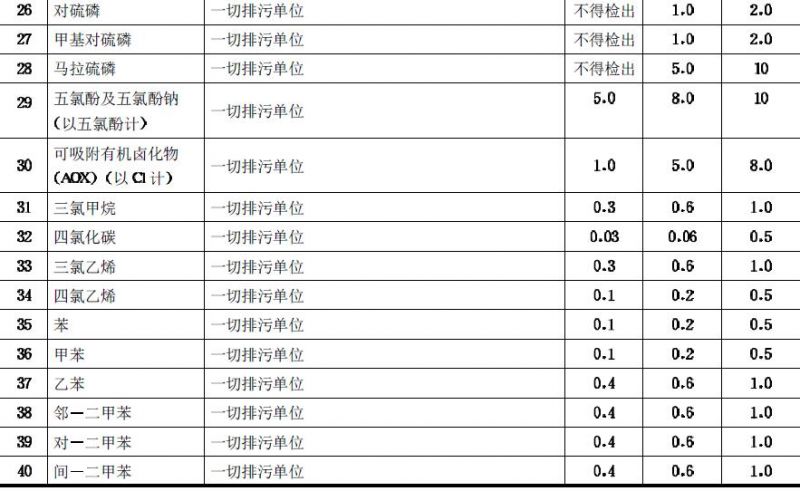 26 对硫磷 一切排污单位 不得检出 1.0 2.0
27 甲基对硫磷 一切排污单位 不得检出 1.0 2.0
28 马拉硫磷 一切排污单位 不得检出 5.0 10
29 五氯酚及五氯酚钠 一切排污单位 5.0 8.0 10
（以五氯酚计）
30 可吸附有机卤化物 一切排污单位 1.0 5.0 8.0
（AOX）（以 Cl 计）
31 三氯甲烷 一切排污单位 0.3 0.6 1.0
32 四氯化碳 一切排污单位 0.03 0.06 0.5
33 三氯乙烯 一切排污单位 0.3 0.6 1.0
34 四氯乙烯 一切排污单位 0.1 0.2 0.5
35 苯 一切排污单位 0.1 0.2 0.5
36 甲苯 一切排污单位 0.1 0.2 0.5
37 乙苯 一切排污单位 0.4 0.6 1.0
38 邻－二甲苯 一切排污单位 0.4 0.6 1.0
39 对－二甲苯 一切排污单位 0.4 0.6 1.0
40 间－二甲苯 一切排污单位 0.4 0.6 1.0